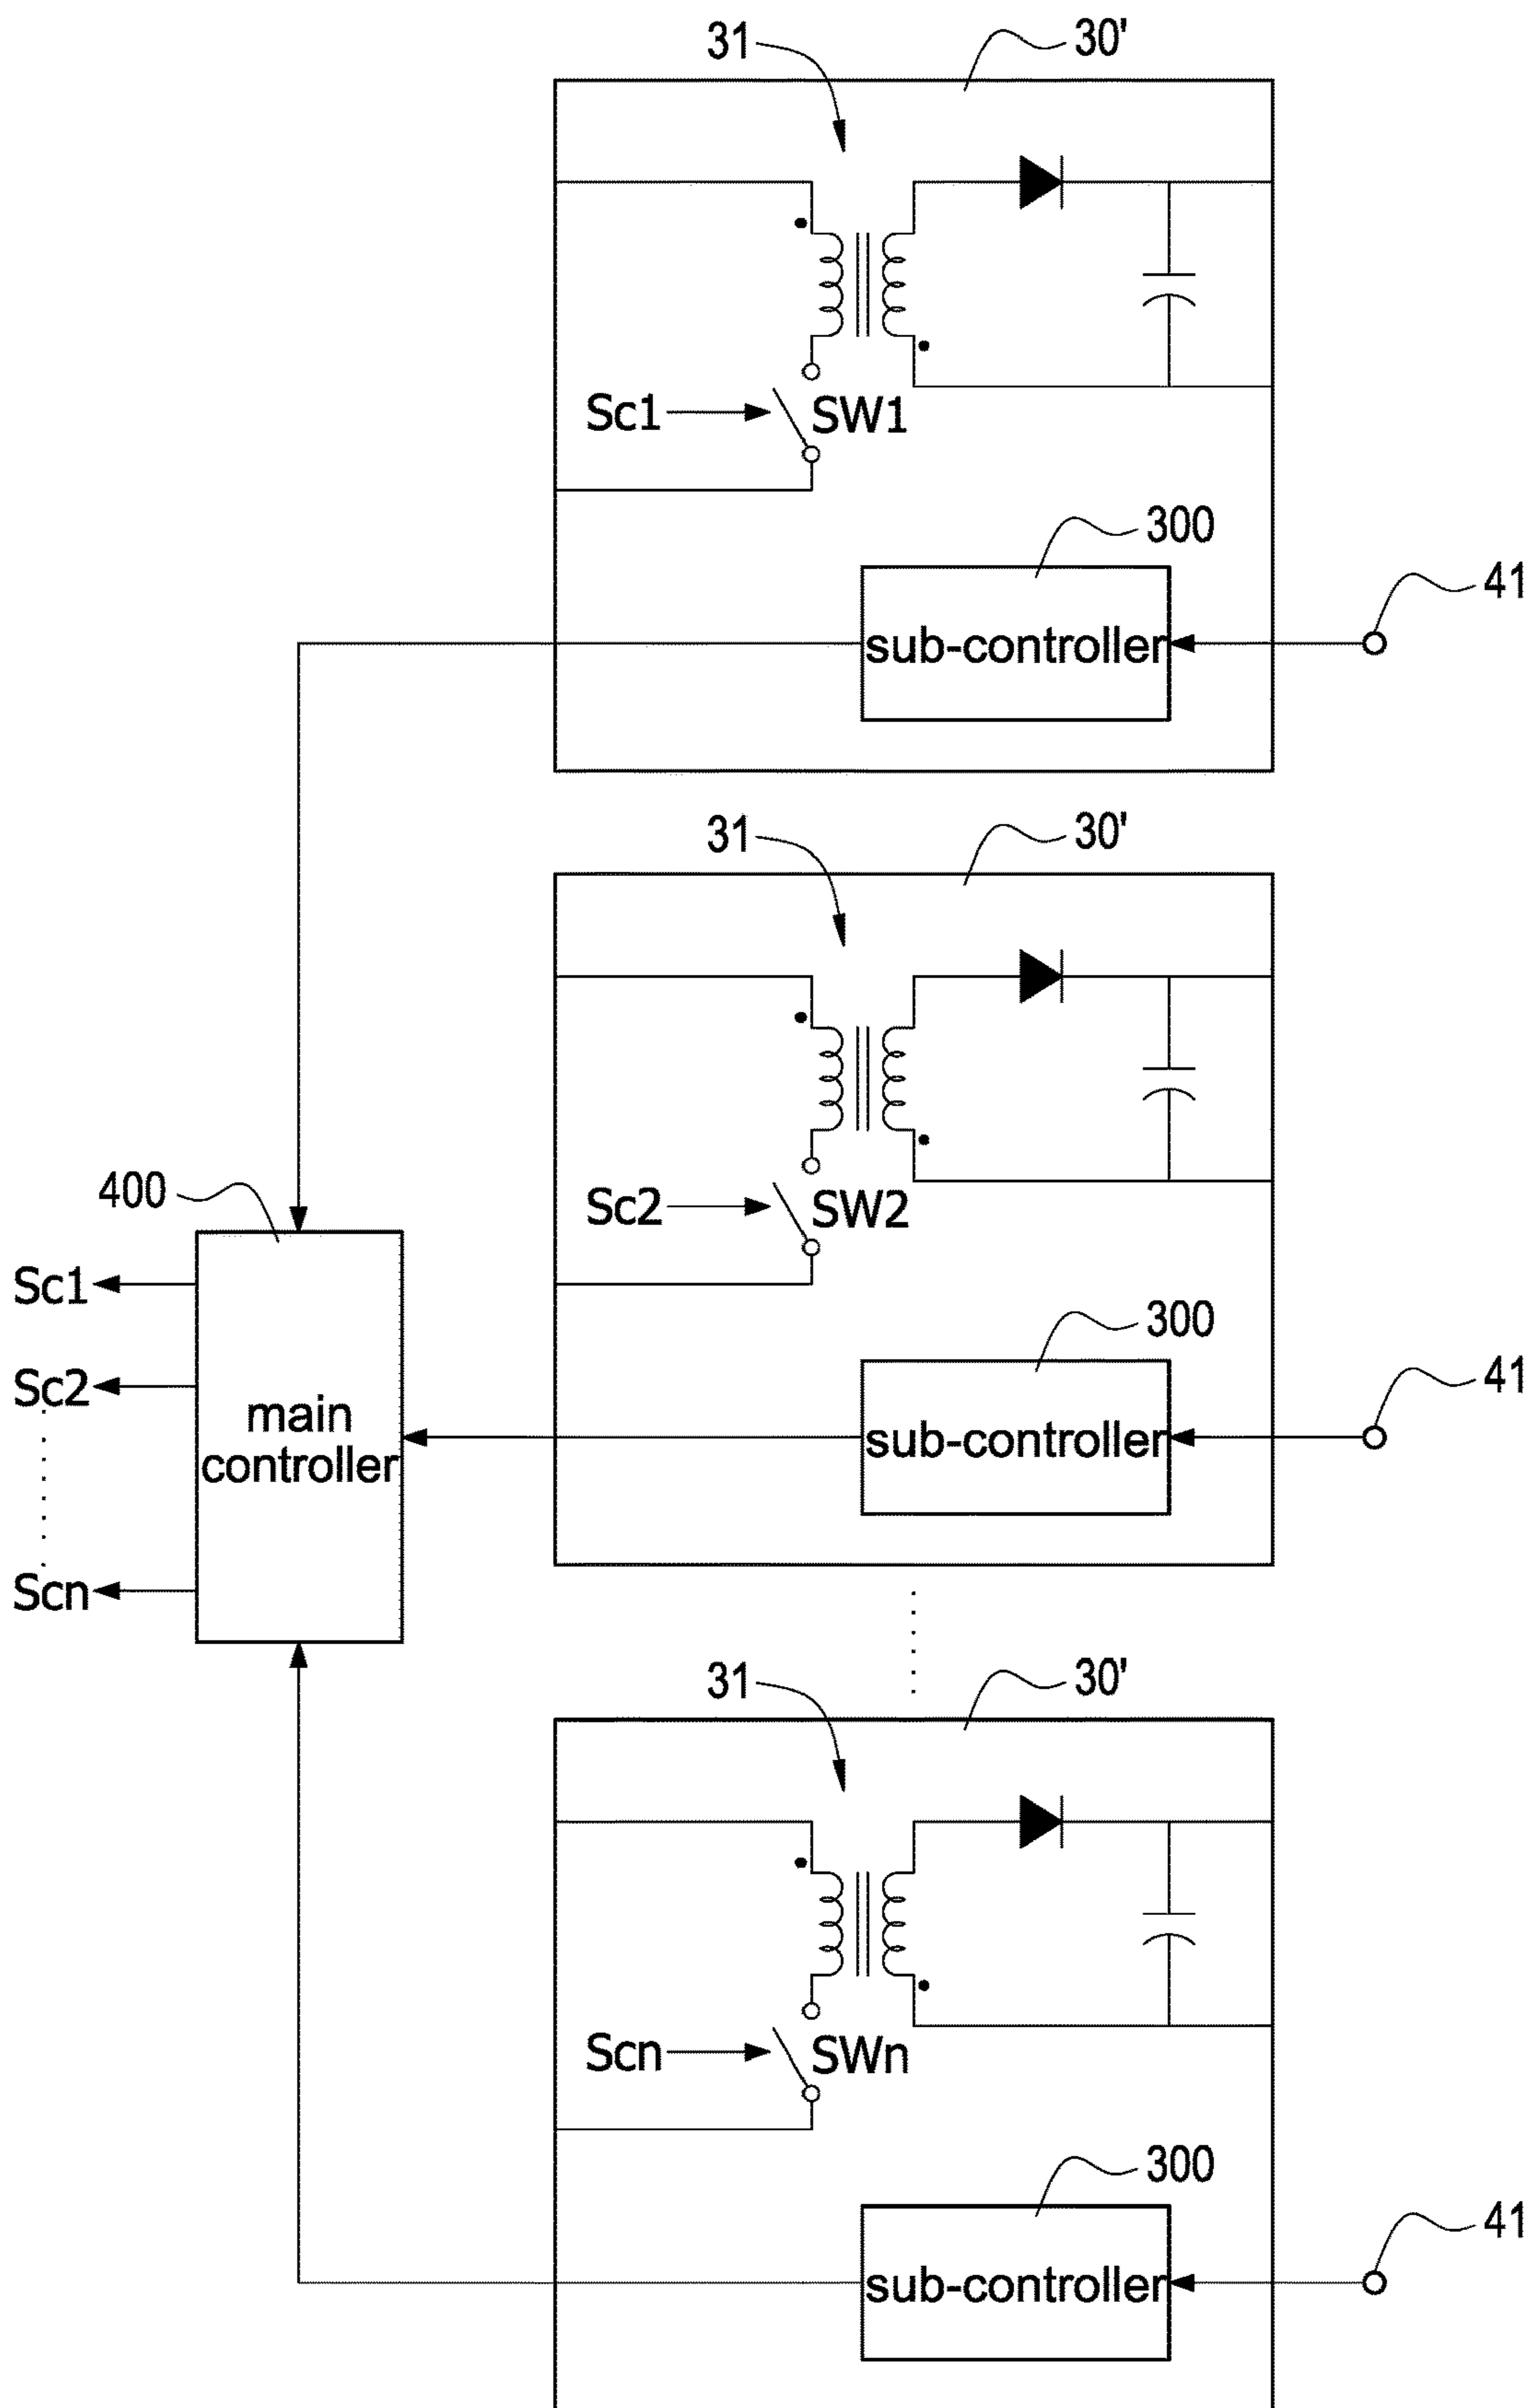 31
30'
Sc1
SW1
300
sub-controller
41
31
30'
400
Sc2
SW2
Sc1
300
Sc2
41
main
controller
sub-controller
Scn
31
30'
Scn
SWn
300
41
sub-controller